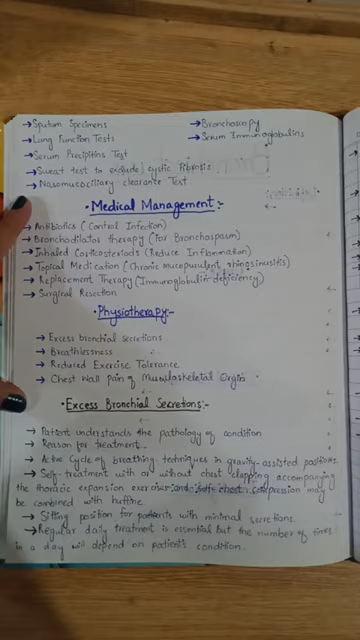 → Sputum Specimens
→ Bronchoscopy
→ Lung Function Tests
→ Serum Immunoglobulins
→ Serum Precipitins Test
→ Sweat test to exclude cystic Fibrosis
→ Nasomucociliary clearance Test
• Medical Management :-
→ Antibiotics (Control Infection)
→ Bronchodilator therapy (For Bronchospasm)
→ Inhaled Corticosteriods (Reduce Inflammation)
→ Topical Medication (Chronic mucopurulent rhinosinusitis)
→ Replacement Therapy (Immunoglobulin deficiency)
→ Surgical Resection
• Physiotherapy:-
→ Excess bronchial secretions
→ Breathlessness
→ Reduced Exercise Tolerance
→ Chest Wall Pain of Musculoskeletal Origin
• Excess Bronchial Secretions:-
→ Patient understands the pathology of condition
→ Reason for treatment
→ Active Cycle of breathing techniques in gravity-assisted positions
→ Self-treatment with or without chest clapping accompanying
the thoracic expansion exercises and self chest compression may
be combined with huffing
→ Sitting position for patients with minimal secretions.
→ Regular daily treatment is essential but the number of times
in a day will depend on patient's condition.